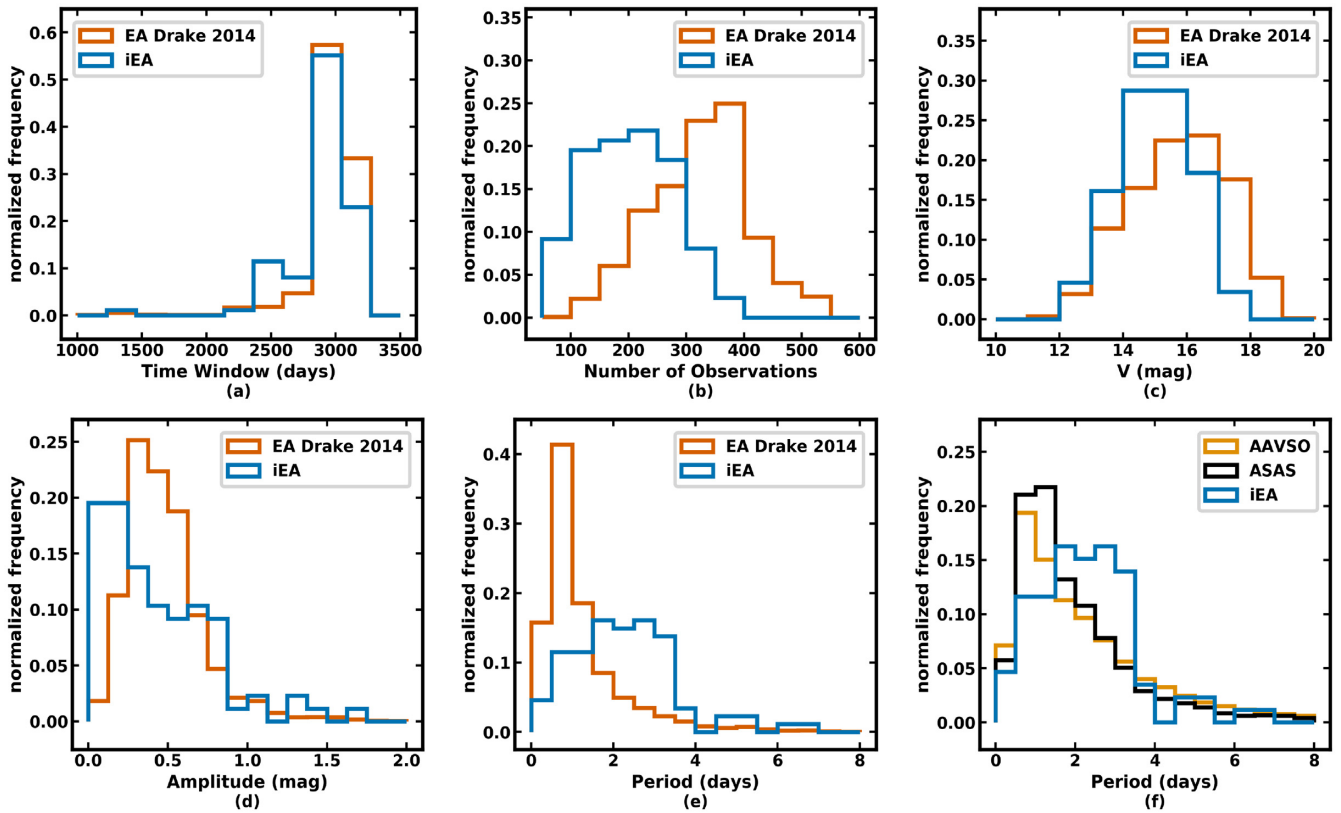 normalized frequency
0.6
0.5
0.4
0.3
0.2
0.1
0.0
EA Drake 2014
iEA
1000 1500 2000 2500 3000 3500
Time Window (days)
(a)
normalized frequency
0.35
0.30
0.25
0.20
0.15
0.10
0.05
0.00
EA Drake 2014
iEA
100 200 300 400 500 600
Number of Observations
(b)
normalized frequency
0.35
0.30
0.25
0.20
0.15
0.10
0.05
0.00
EA Drake 2014
iEA
10 12 14 16 18 20
V (mag)
(c)
normalized frequency
0.25
0.20
0.15
0.10
0.05
0.00
EA Drake 2014
iEA
0.0 0.5 1.0 1.5 2.0
Amplitude (mag)
(d)
normalized frequency
0.4
0.3
0.2
0.1
0.0
EA Drake 2014
iEA
0 2 4 6 8
Period (days)
(e)
normalized frequency
0.25
0.20
0.15
0.10
0.05
0.00
AAVSO
ASAS
iEA
0 2 4 6 8
Period (days)
(f)